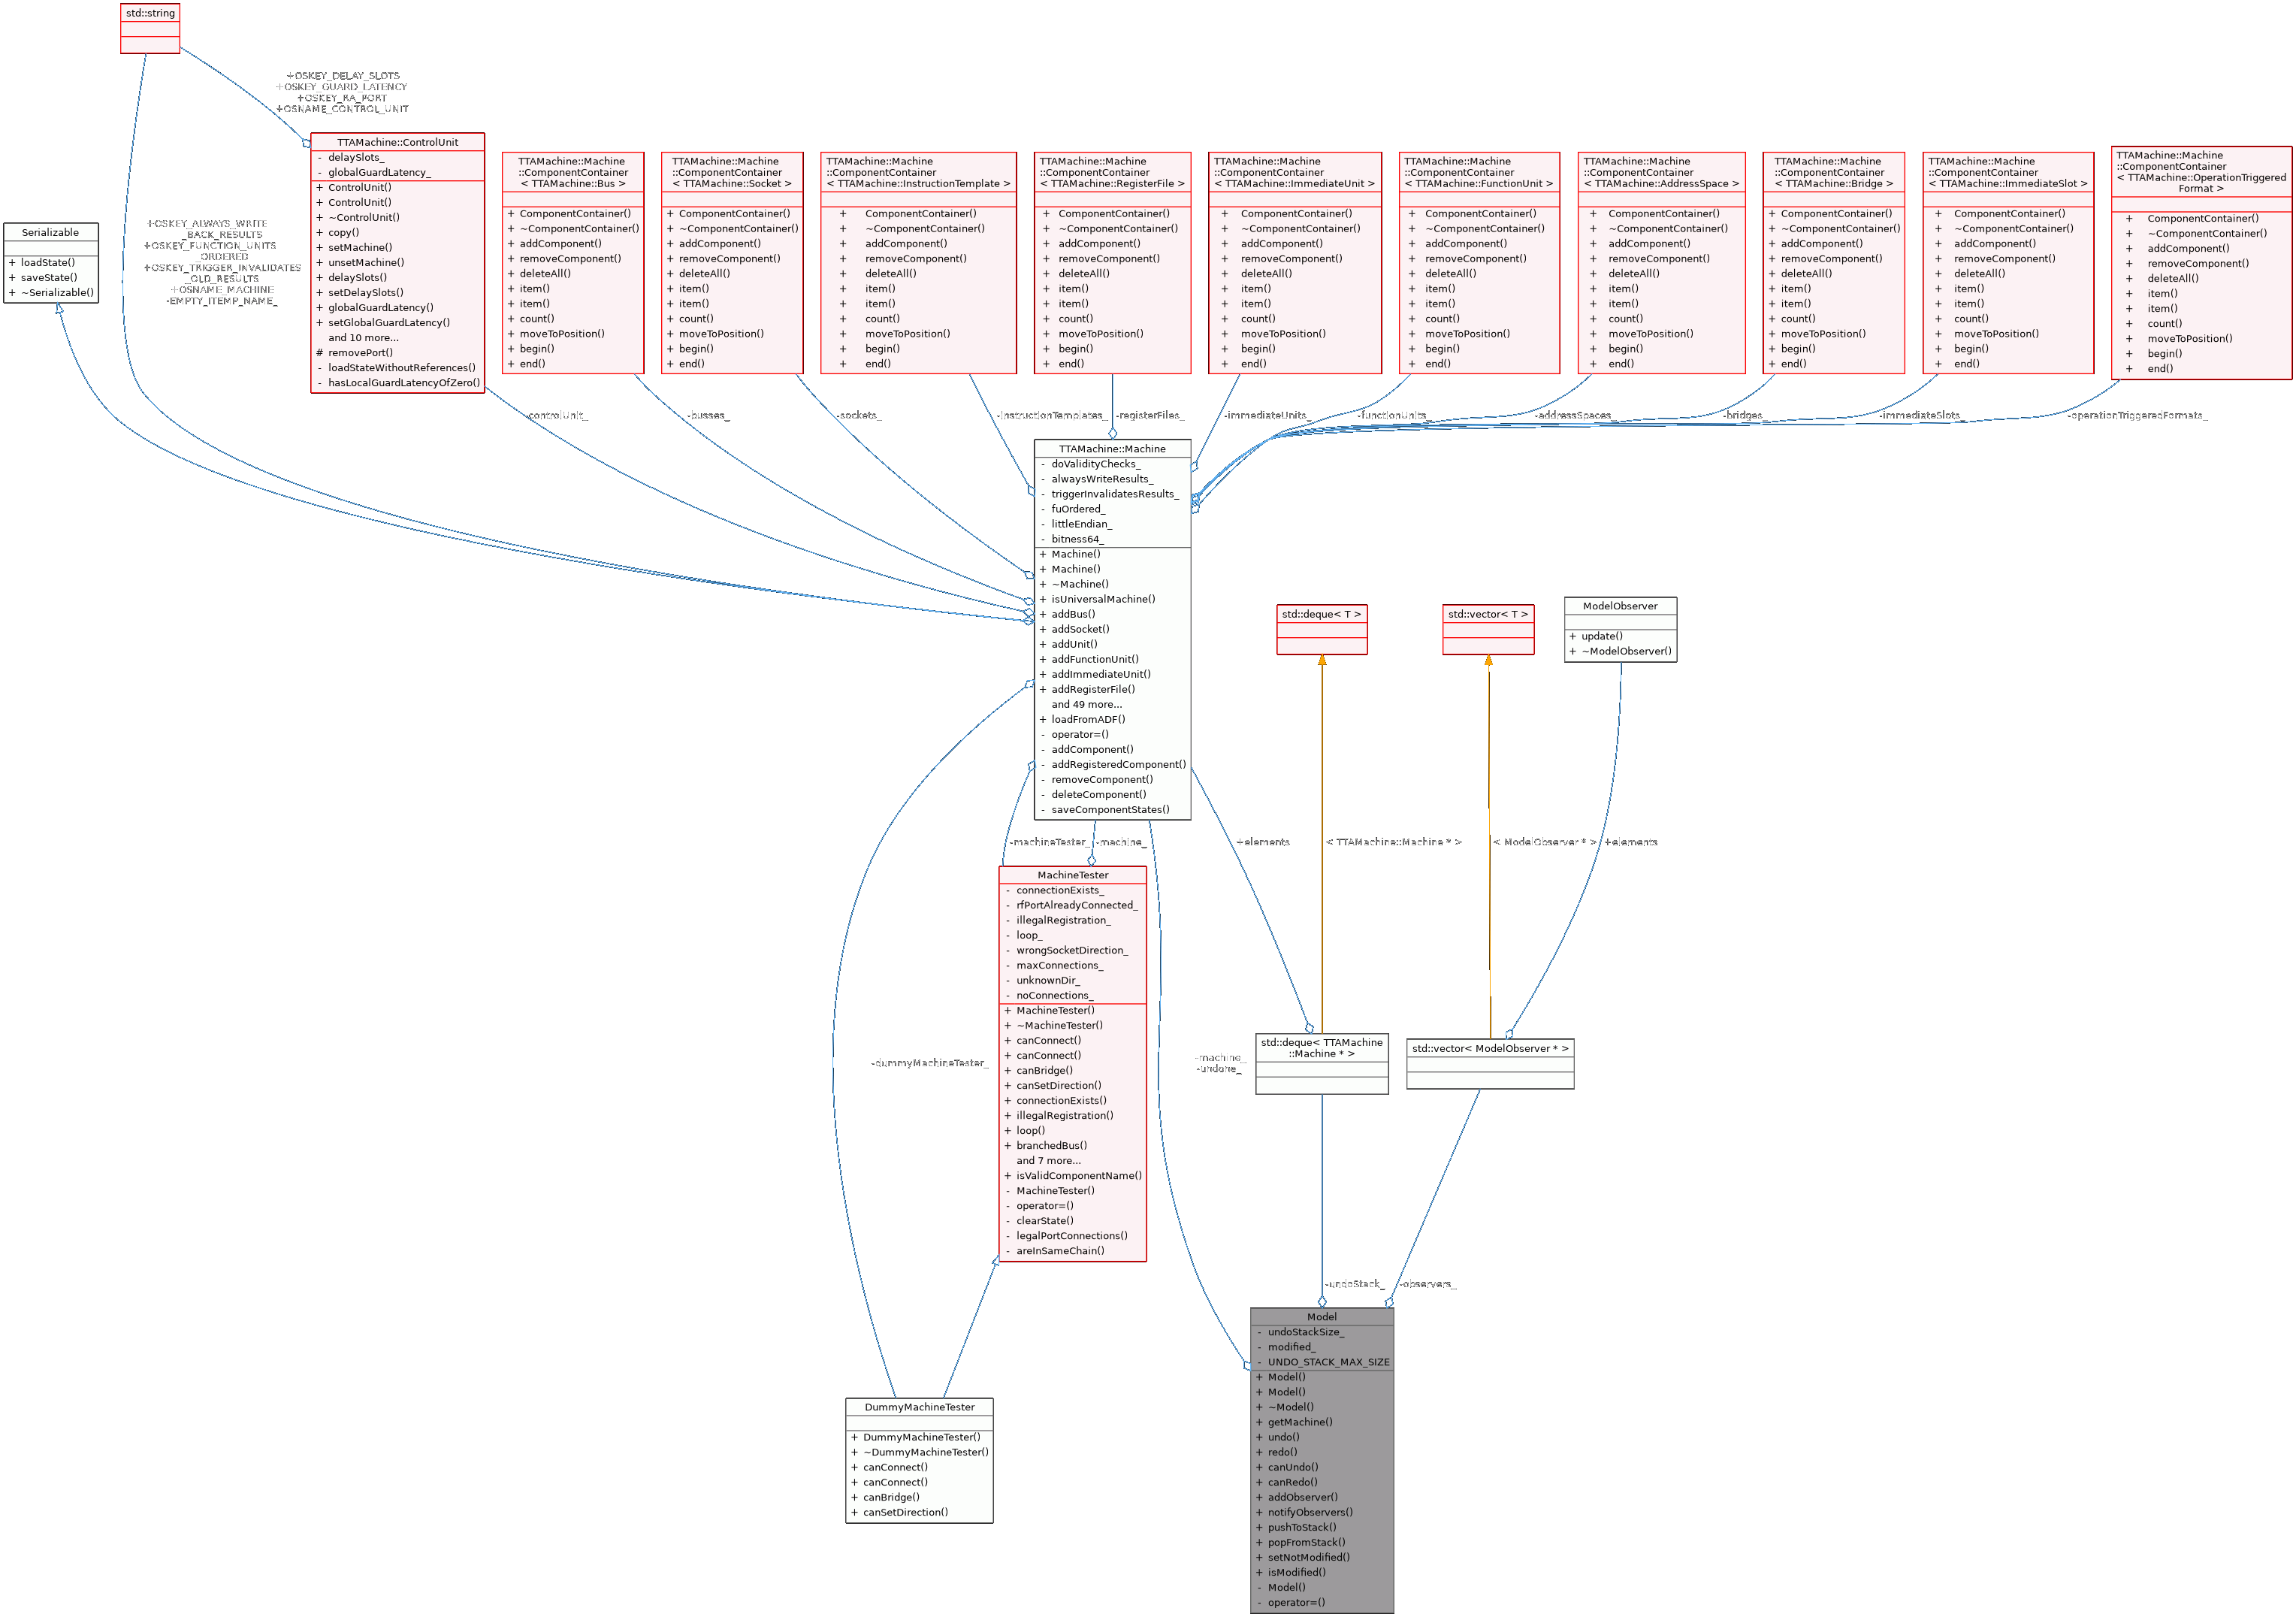 std::string
+OSKEY_DELAY_SLOTS
+OSKEY_GUARD_LATENCY
+OSKEY_RA_PORT
+OSNAME_CONTROL_UNIT
+OSKEY_ALWAYS_WRITE
_BACK_RESULTS
+OSKEY_FUNCTION_UNITS
_ORDERED
+OSKEY_TRIGGER_INVALIDATES
_OLD_RESULTS
+OSNAME_MACHINE
-EMPTY_ITEMP_NAME_
Serializable
+ loadState()
+ saveState()
+ ~Serializable()
TTAMachine::ControlUnit
- delaySlots_
- globalGuardLatency_
+ ControlUnit()
+ ControlUnit()
+ ~ControlUnit()
+ copy()
+ setMachine()
+ unsetMachine()
+ delaySlots()
+ setDelaySlots()
+ globalGuardLatency()
+ setGlobalGuardLatency()
and 10 more...
# removePort()
- loadStateWithoutReferences()
- hasLocalGuardLatencyOfZero()
TTAMachine::Machine
::ComponentContainer
< TTAMachine::Bus >
+ ComponentContainer()
+ ~ComponentContainer()
+ addComponent()
+ removeComponent()
+ deleteAll()
+ item()
+ item()
+ count()
+ moveToPosition()
+ begin()
+ end()
TTAMachine::Machine
::ComponentContainer
< TTAMachine::Socket >
+ ComponentContainer()
+ ~ComponentContainer()
+ addComponent()
+ removeComponent()
+ deleteAll()
+ item()
+ item()
+ count()
+ moveToPosition()
+ begin()
+ end()
TTAMachine::Machine
::ComponentContainer
< TTAMachine::InstructionTemplate >
+ ComponentContainer()
+ ~ComponentContainer()
+ addComponent()
+ removeComponent()
+ deleteAll()
+ item()
+ item()
+ count()
+ moveToPosition()
+ begin()
+ end()
TTAMachine::Machine
::ComponentContainer
< TTAMachine::RegisterFile >
+ ComponentContainer()
+ ~ComponentContainer()
+ addComponent()
+ removeComponent()
+ deleteAll()
+ item()
+ item()
+ count()
+ moveToPosition()
+ begin()
+ end()
TTAMachine::Machine
::ComponentContainer
< TTAMachine::ImmediateUnit >
+ ComponentContainer()
+ ~ComponentContainer()
+ addComponent()
+ removeComponent()
+ deleteAll()
+ item()
+ item()
+ count()
+ moveToPosition()
+ begin()
+ end()
TTAMachine::Machine
::ComponentContainer
< TTAMachine::FunctionUnit >
+ ComponentContainer()
+ ~ComponentContainer()
+ addComponent()
+ removeComponent()
+ deleteAll()
+ item()
+ item()
+ count()
+ moveToPosition()
+ begin()
+ end()
TTAMachine::Machine
::ComponentContainer
< TTAMachine::AddressSpace >
+ ComponentContainer()
+ ~ComponentContainer()
+ addComponent()
+ removeComponent()
+ deleteAll()
+ item()
+ item()
+ count()
+ moveToPosition()
+ begin()
+ end()
TTAMachine::Machine
::ComponentContainer
< TTAMachine::Bridge >
+ ComponentContainer()
+ ~ComponentContainer()
+ addComponent()
+ removeComponent()
+ deleteAll()
+ item()
+ item()
+ count()
+ moveToPosition()
+ begin()
+ end()
TTAMachine::Machine
::ComponentContainer
< TTAMachine::ImmediateSlot >
+ ComponentContainer()
+ ~ComponentContainer()
+ addComponent()
+ removeComponent()
+ deleteAll()
+ item()
+ item()
+ count()
+ moveToPosition()
+ begin()
+ end()
TTAMachine::Machine
::ComponentContainer
< TTAMachine::OperationTriggered
Format >
+ ComponentContainer()
+ ~ComponentContainer()
+ addComponent()
+ removeComponent()
+ deleteAll()
+ item()
+ item()
+ count()
+ moveToPosition()
+ begin()
+ end()
-controlUnit_
-busses_
-sockets_
-instructionTemplates_
-registerFiles_
-immediateUnits_
-functionUnits_
-addressSpaces_
-bridges_
-immediateSlots_
-operationTriggeredFormats_
TTAMachine::Machine
- doValidityChecks_
- alwaysWriteResults_
- triggerInvalidatesResults_
- fuOrdered_
- littleEndian_
- bitness64_
+ Machine()
+ Machine()
+ ~Machine()
+ isUniversalMachine()
+ addBus()
+ addSocket()
+ addUnit()
+ addFunctionUnit()
+ addImmediateUnit()
+ addRegisterFile()
and 49 more...
+ loadFromADF()
- operator=()
- addComponent()
- addRegisteredComponent()
- removeComponent()
- deleteComponent()
- saveComponentStates()
std::deque< T >
std::vector< T >
ModelObserver
+ update()
+ ~ModelObserver()
-machineTester_
-machine_
+elements
< TTAMachine::Machine * >
< ModelObserver * >
+elements
MachineTester
- connectionExists_
- rfPortAlreadyConnected_
- illegalRegistration_
- loop_
- wrongSocketDirection_
- maxConnections_
- unknownDir_
- noConnections_
+ MachineTester()
+ ~MachineTester()
+ canConnect()
+ canConnect()
+ canBridge()
+ canSetDirection()
+ connectionExists()
+ illegalRegistration()
+ loop()
+ branchedBus()
and 7 more...
+ isValidComponentName()
- MachineTester()
- operator=()
- clearState()
- legalPortConnections()
- areInSameChain()
-dummyMachineTester_
-machine_
-undone_
std::deque< TTAMachine
::Machine * >
std::vector< ModelObserver * >
-undoStack_
-observers_
DummyMachineTester
+ DummyMachineTester()
+ ~DummyMachineTester()
+ canConnect()
+ canConnect()
+ canBridge()
+ canSetDirection()
Model
- undoStackSize_
- modified_
- UNDO_STACK_MAX_SIZE
+ Model()
+ Model()
+ ~Model()
+ getMachine()
+ undo()
+ redo()
+ canUndo()
+ canRedo()
+ addObserver()
+ notifyObservers()
+ pushToStack()
+ popFromStack()
+ setNotModified()
+ isModified()
- Model()
- operator=()